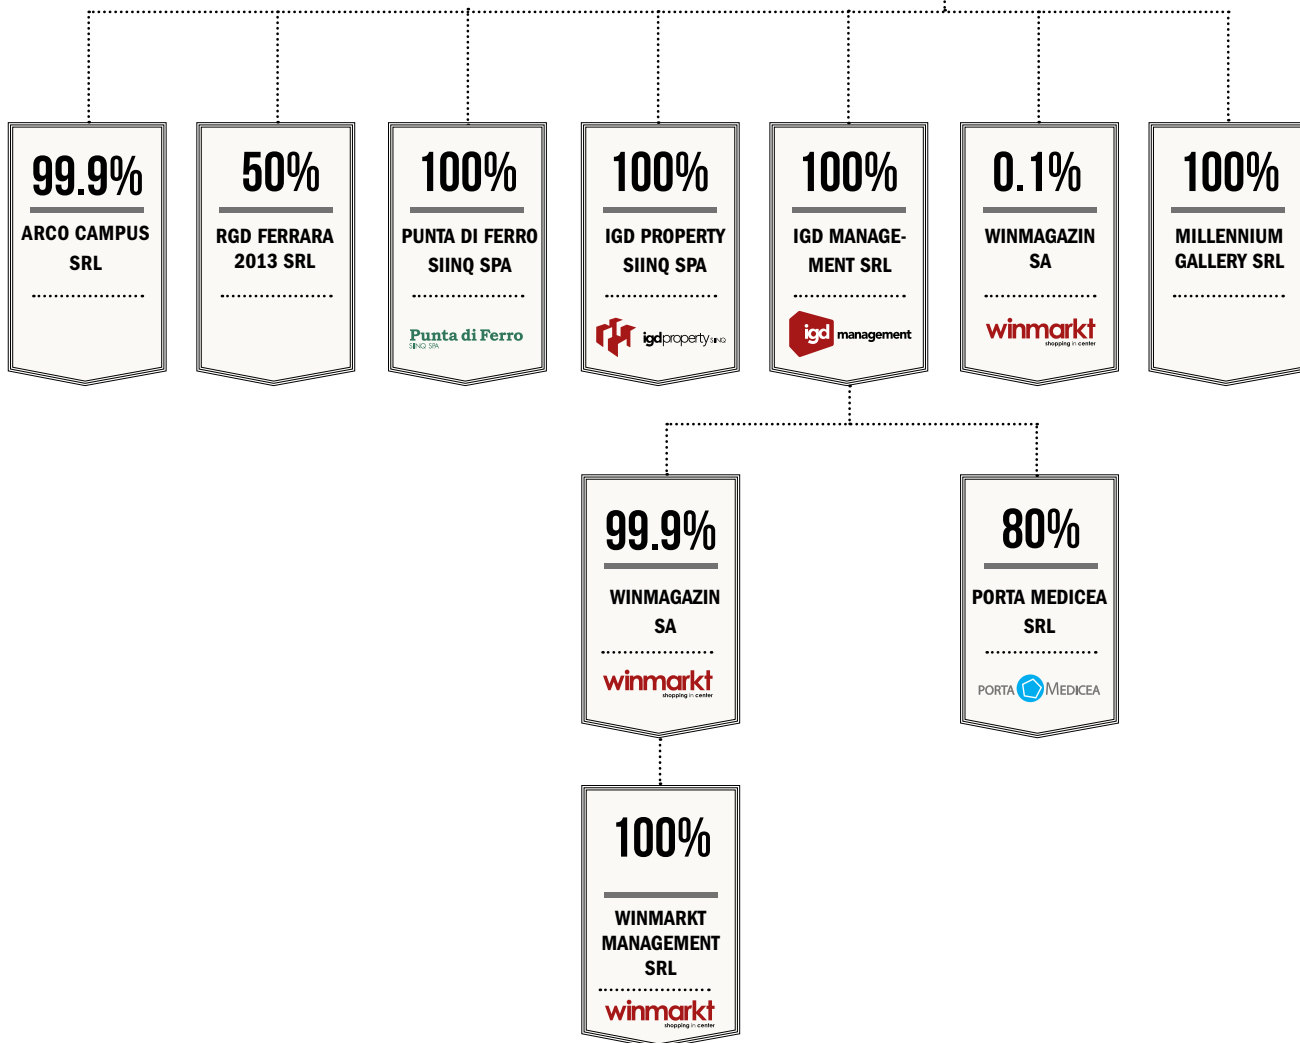 99.9%
ARCO CAMPUS
SRL
50%
RGD FERRARA
2013 SRL
100%
PUNTA DI FERRO
SIINQ SPA
Punta di Ferro
SIINQ SPA
100%
IGD PROPERTY
SIINQ SPA
igdproperty SIINQ
100%
IGD MANAGE-
MENT SRL
igd management
0.1%
WINMAGAZIN
SA
winmarkt
shopping in center
100%
MILLENNIUM
GALLERY SRL
99.9%
WINMAGAZIN
SA
winmarkt
shopping in center
80%
PORTA MEDICEA
SRL
PORTA MEDICEA
100%
WINMARKT
MANAGEMENT
SRL
winmarkt
shopping in center